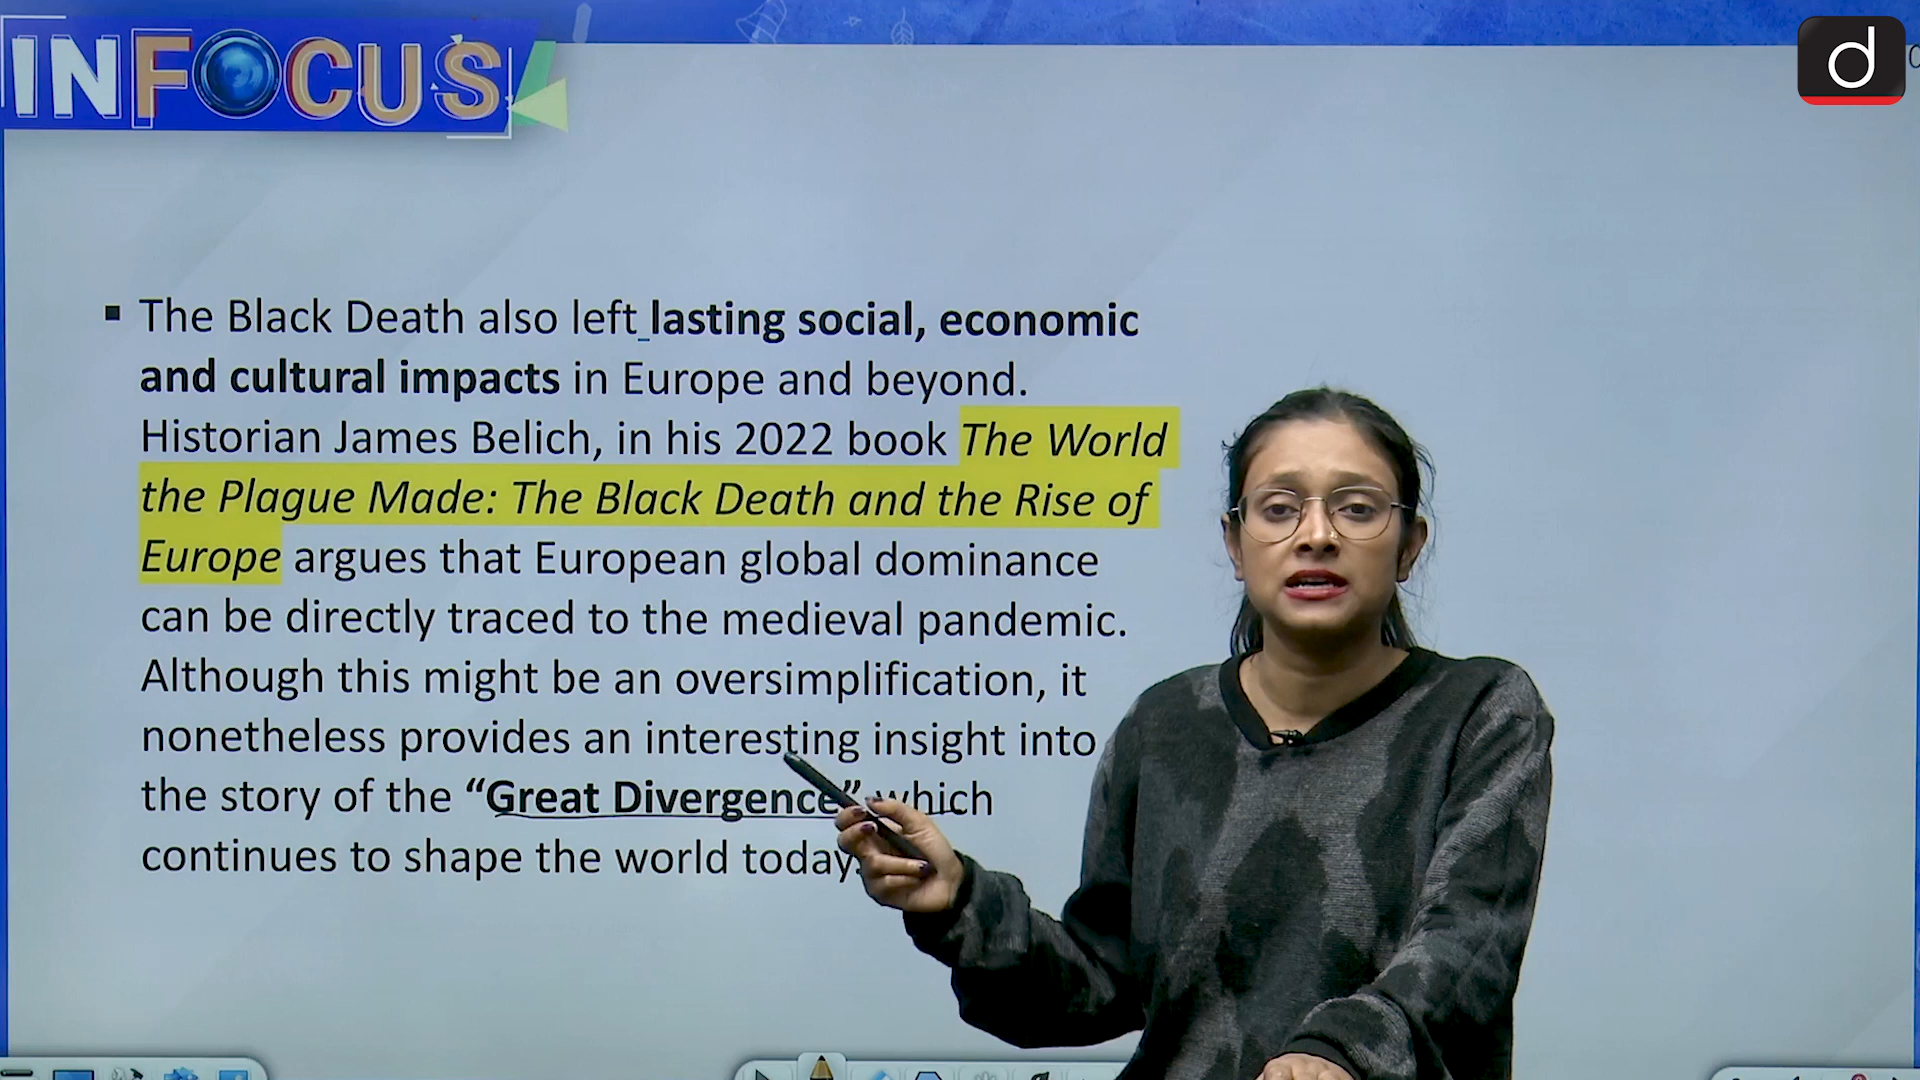 INFOCUS
d
▪ The Black Death also left lasting social, economic
and cultural impacts in Europe and beyond.
Historian James Belich, in his 2022 book The World
the Plague Made: The Black Death and the Rise of
Europe argues that European global dominance
can be directly traced to the medieval pandemic.
Although this might be an oversimplification, it
nonetheless provides an interesting insight into
the story of the “Great Divergence” which
continues to shape the world today.